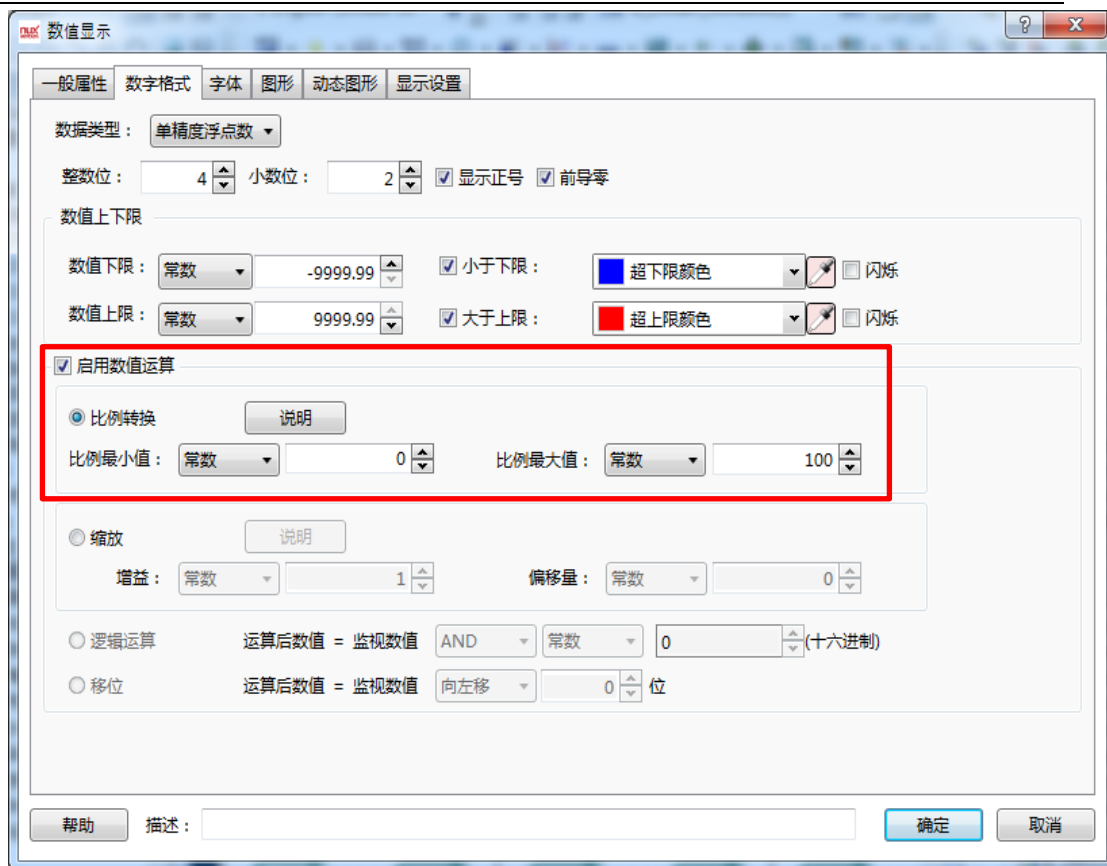 数值显示
一般属性 数字格式 字体 图形 动态图形 显示设置
数据类型： 单精度浮点数
整数位： 4 小数位： 2 显示正号 前导零
数值上下限
数值下限： 常数 -9999.99 小于下限： 超下限颜色 闪烁
数值上限： 常数 9999.99 大于上限： 超上限颜色 闪烁
启用数值运算
比例转换 说明
比例最小值： 常数 0 比例最大值： 常数 100
缩放 说明
增益： 常数 1 偏移量： 常数 0
逻辑运算 运算后数值 = 监视数值 AND 常数 0 (十六进制)
移位 运算后数值 = 监视数值 向左移 0 位
帮助 描述： 确定 取消